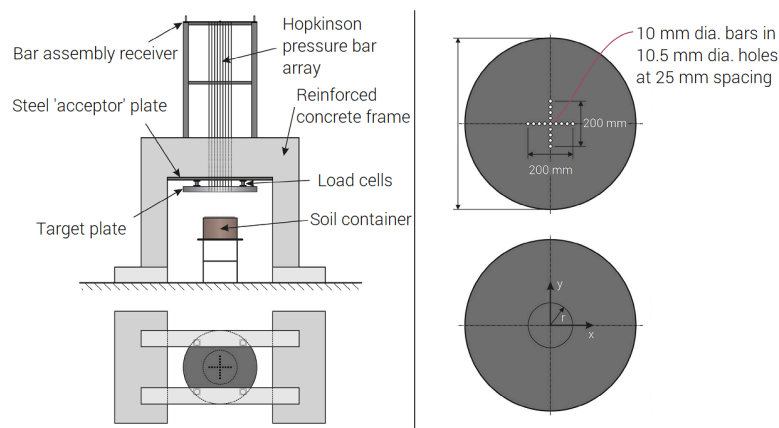 Hopkinson
pressure bar
array
Bar assembly receiver
Steel 'acceptor' plate
Reinforced
concrete frame
Load cells
Target plate
Soil container
10 mm dia. bars in
10.5 mm dia. holes
at 25 mm spacing
200 mm
200 mm
y
r
x